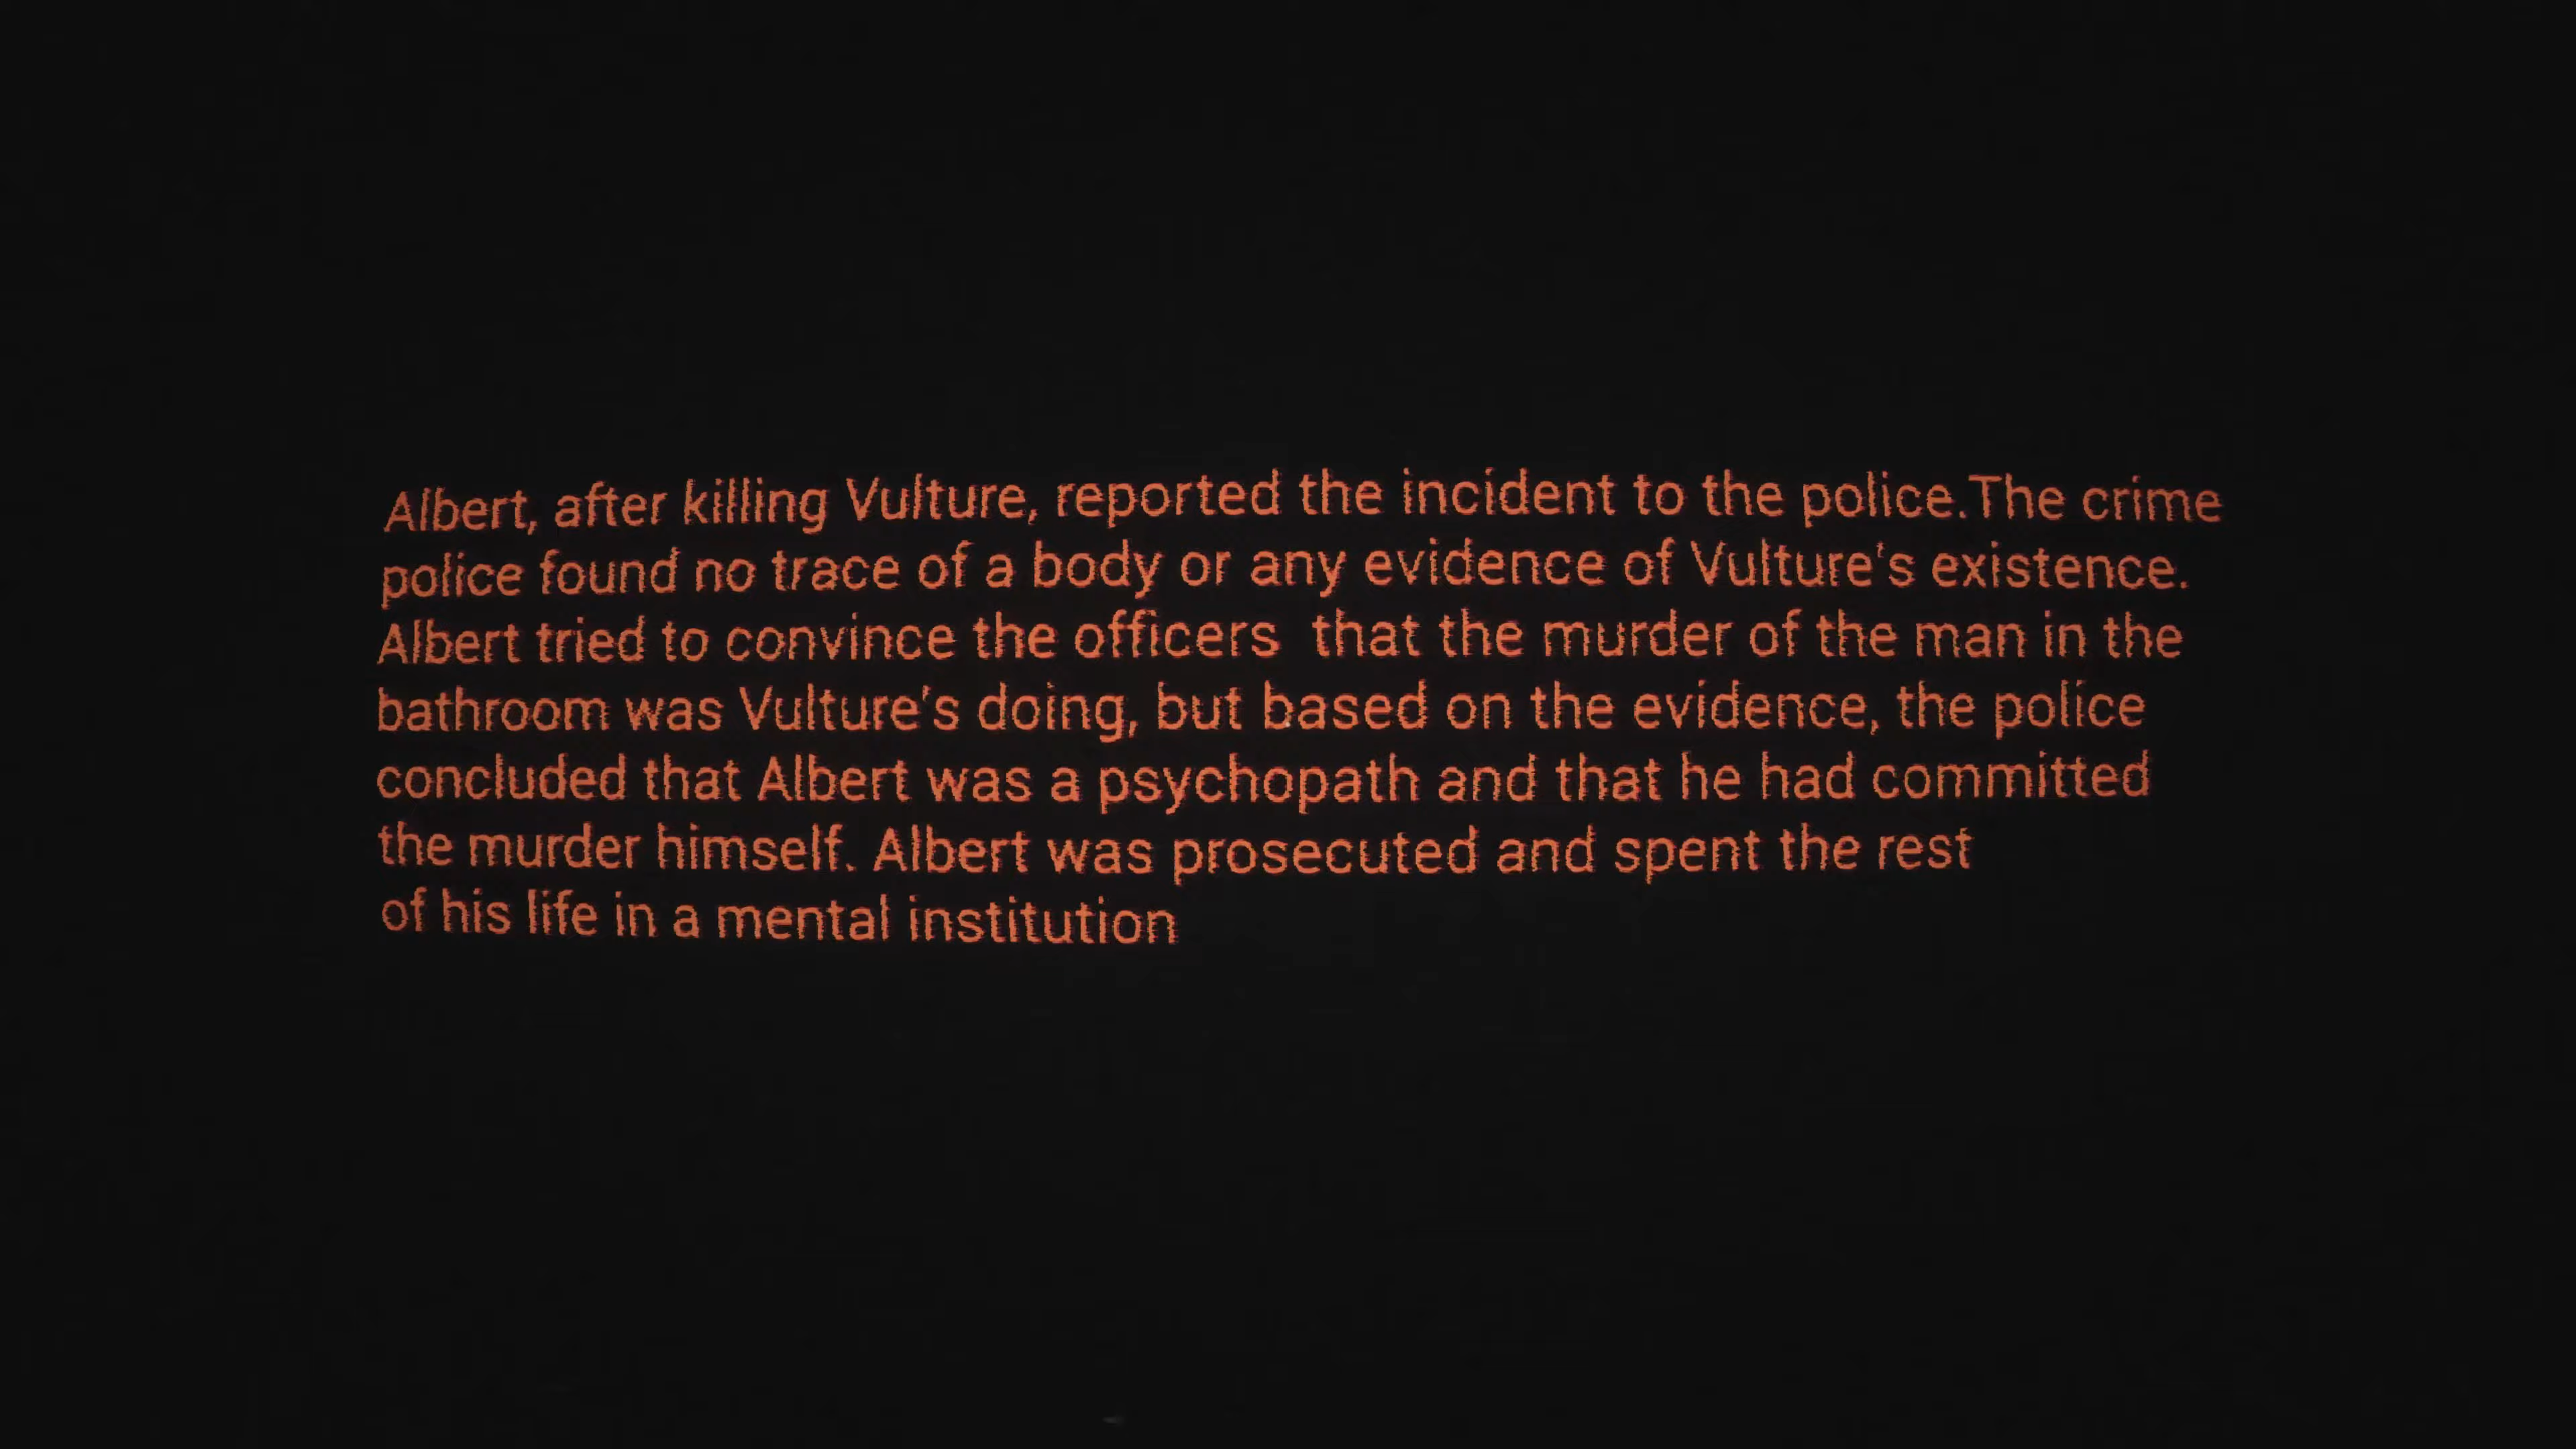 Albert, after killing Vulture, reported the incident to the police.The crime
police found no trace of a body or any evidence of Vulture's existence.
Albert tried to convince the officers  that the murder of the man in the
bathroom was Vulture's doing, but based on the evidence, the police
concluded that Albert was a psychopath and that he had committed
the murder himself. Albert was prosecuted and spent the rest
of his life in a mental institution